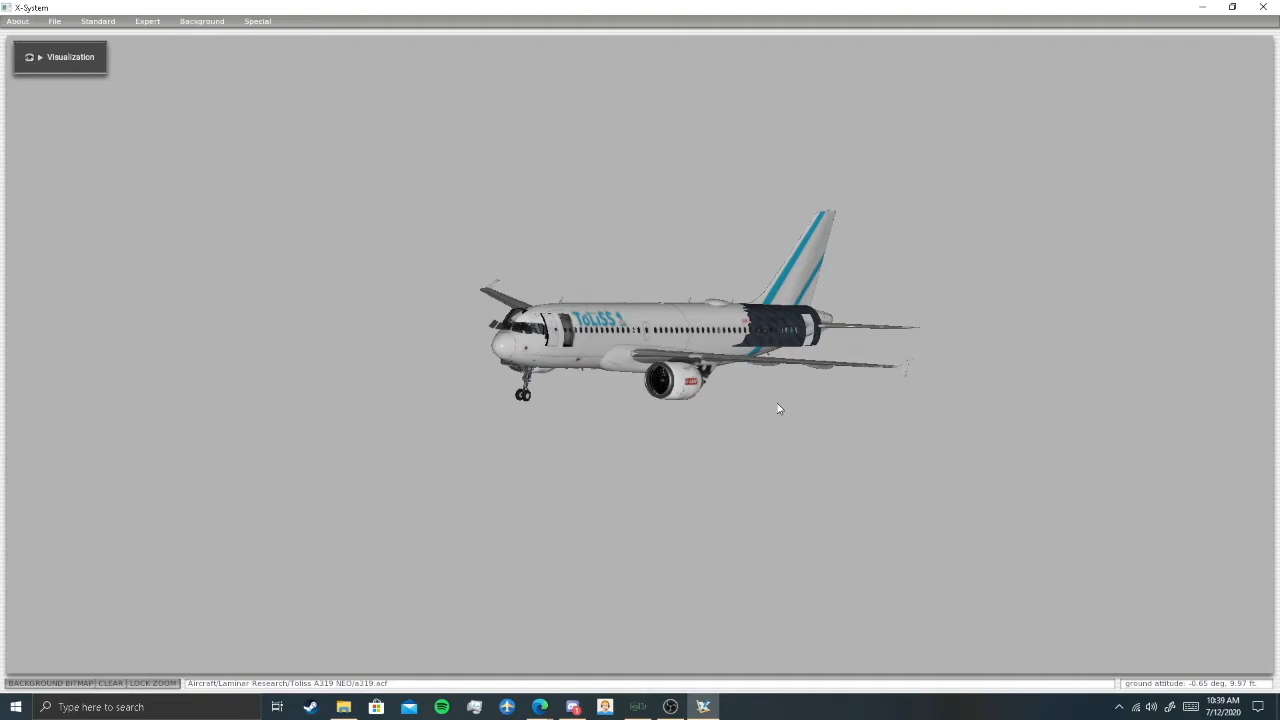 X-System
About File Standard Expert Background Special
Visualization
ToLiSS
BACKGROUND BITMAP CLEAR LOCK ZOOM Aircraft/Laminar Research/Toliss A319 NEO/a319.acf ground attitude: -0.65 deg, 9.97 ft.
Type here to search
10:39 AM
7/12/2020